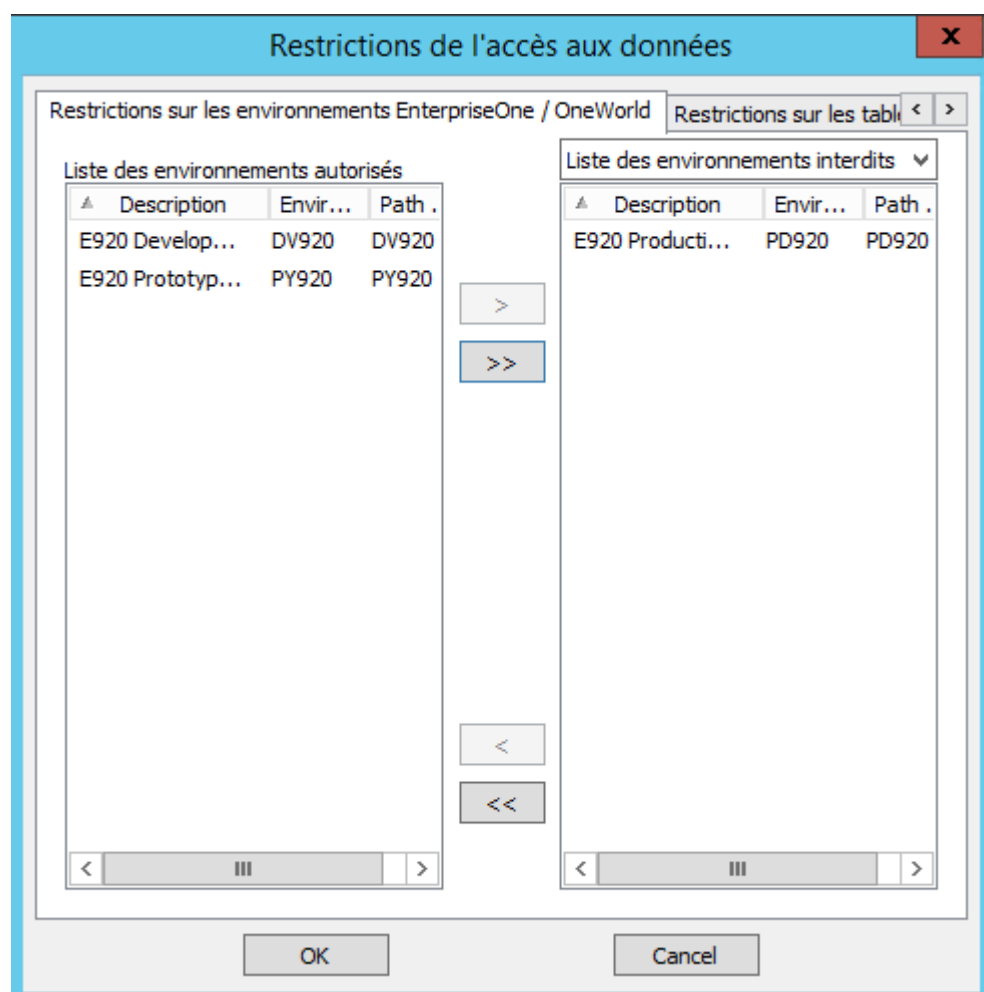 Restrictions de l'accès aux données
x
Restrictions sur les environnements EnterpriseOne / OneWorld
Restrictions sur les
< >
Liste des environnements autorisés
Description Envir... Path .
E920 Develop... DV920 DV920
E920 Prototyp... PY920 PY920
>
>>
<
<<
Liste des environnements interdits
Description Envir... Path .
E920 Producti... PD920 PD920
OK
Cancel